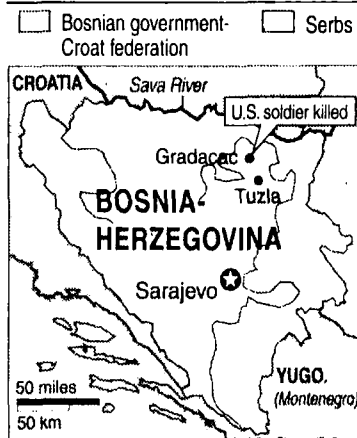 Bosnian government-
Croat federation
Serbs
CROATIA
Sava River
U.S. soldier killed
Gradacac
Tuzla
BOSNIA-
HERZEGOVINA
Sarajevo
YUGO.
(Montenegro)
50 miles
50 km